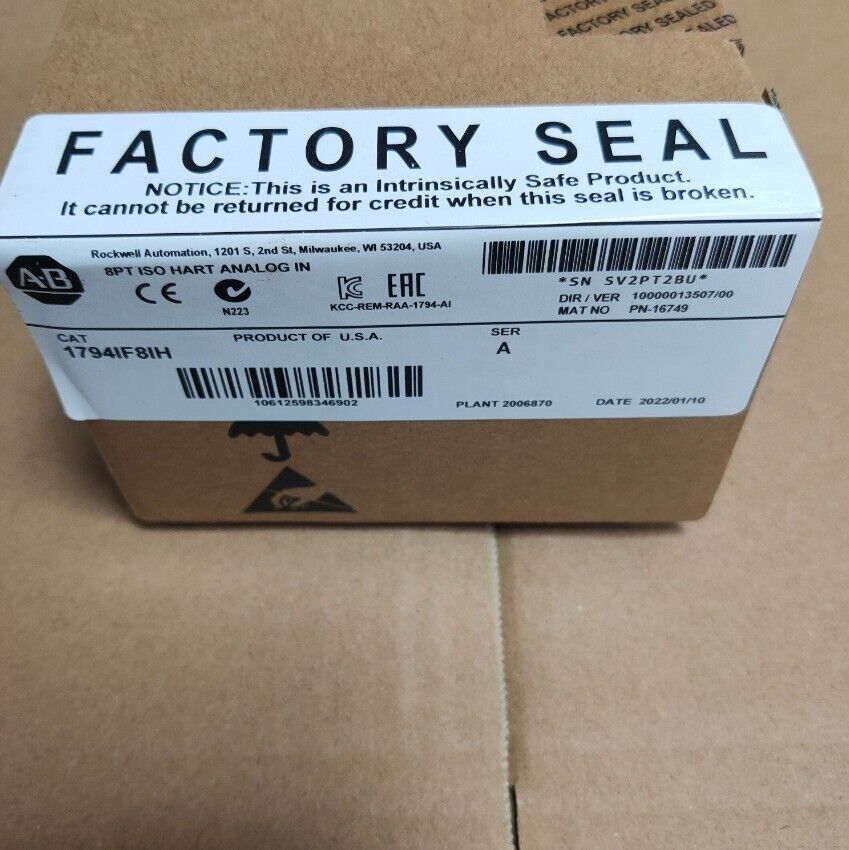 ACTORY SEALED
FACTORY SEALED
FACTORY SEAL
NOTICE:This is an Intrinsically Safe Product.
It cannot be returned for credit when this seal is broken.
Rockwell Automation, 1201 S, 2nd St, Milwaukee, WI 53204, USA
A-B
8PT ISO HART ANALOG IN
CE
N223
EAC
KCC-REM-RAA-1794-AI
*SN SV2PT2BU*
DIR / VER 10000013507/00
MAT NO PN-16749
CAT
1794IF8IH
PRODUCT OF U.S.A.
SER
A
10612598346902
PLANT 2006870
DATE 2022/01/10